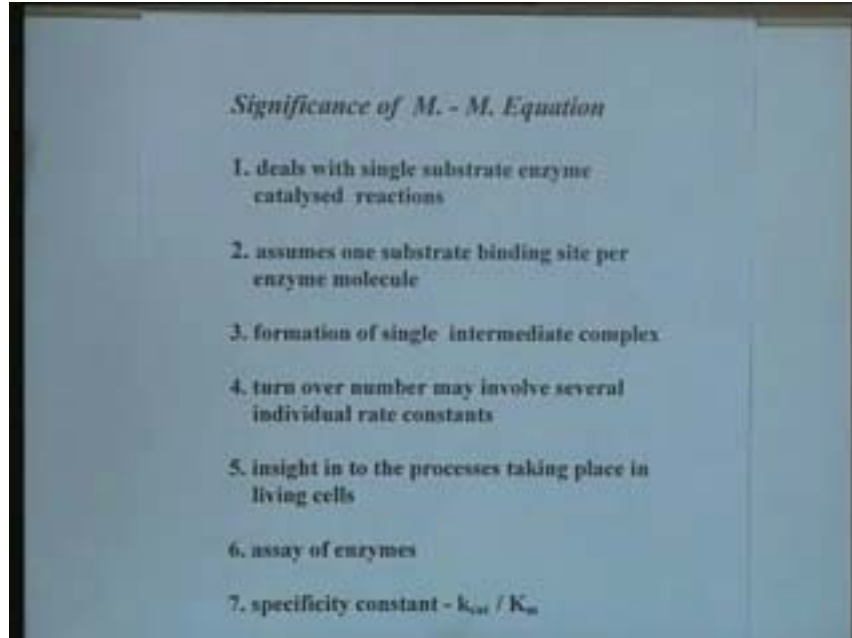 Significance of M. - M. Equation
1. deals with single substrate enzyme
catalysed reactions
2. assumes one substrate binding site per
enzyme molecule
3. formation of single intermediate complex
4. turn over number may involve several
individual rate constants
5. insight in to the processes taking place in
living cells
6. assay of enzymes
7. specificity constant - kcat / Km